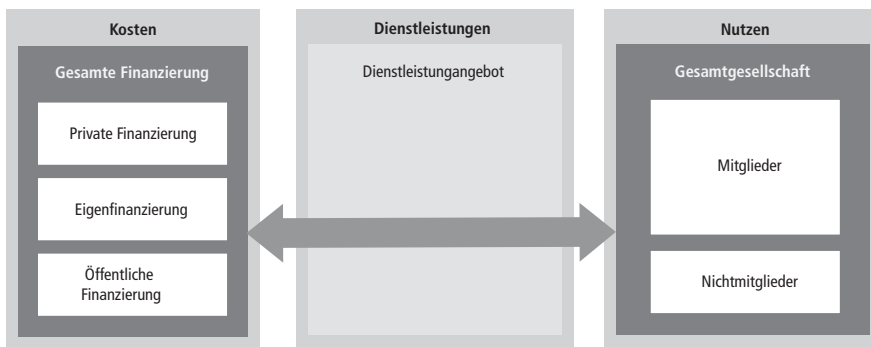 Kosten
Gesamte Finanzierung
Private Finanzierung
Eigenfinanzierung
Öffentliche
Finanzierung
Dienstleistungen
Dienstleistungangebot
Nutzen
Gesamtgesellschaft
Mitglieder
Nichtmitglieder